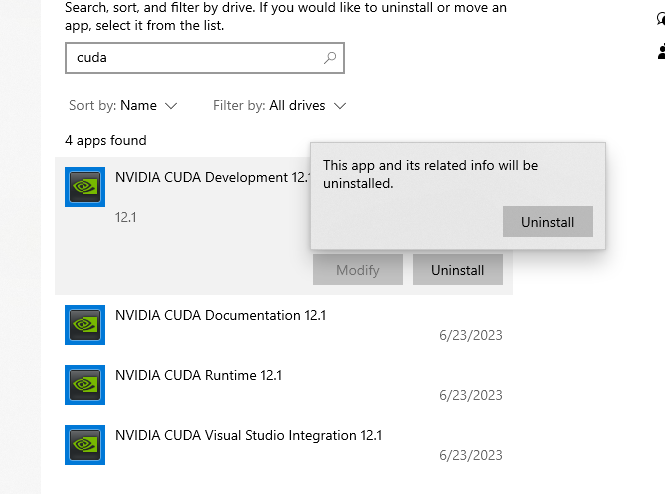 Search, sort, and filter by drive. If you would like to uninstall or move an
app, select it from the list.
cuda
Sort by: Name
Filter by: All drives
4 apps found
NVIDIA CUDA Development 12.1
12.1
This app and its related info will be
uninstalled.
Uninstall
Modify
Uninstall
NVIDIA CUDA Documentation 12.1
6/23/2023
NVIDIA CUDA Runtime 12.1
6/23/2023
NVIDIA CUDA Visual Studio Integration 12.1
6/23/2023